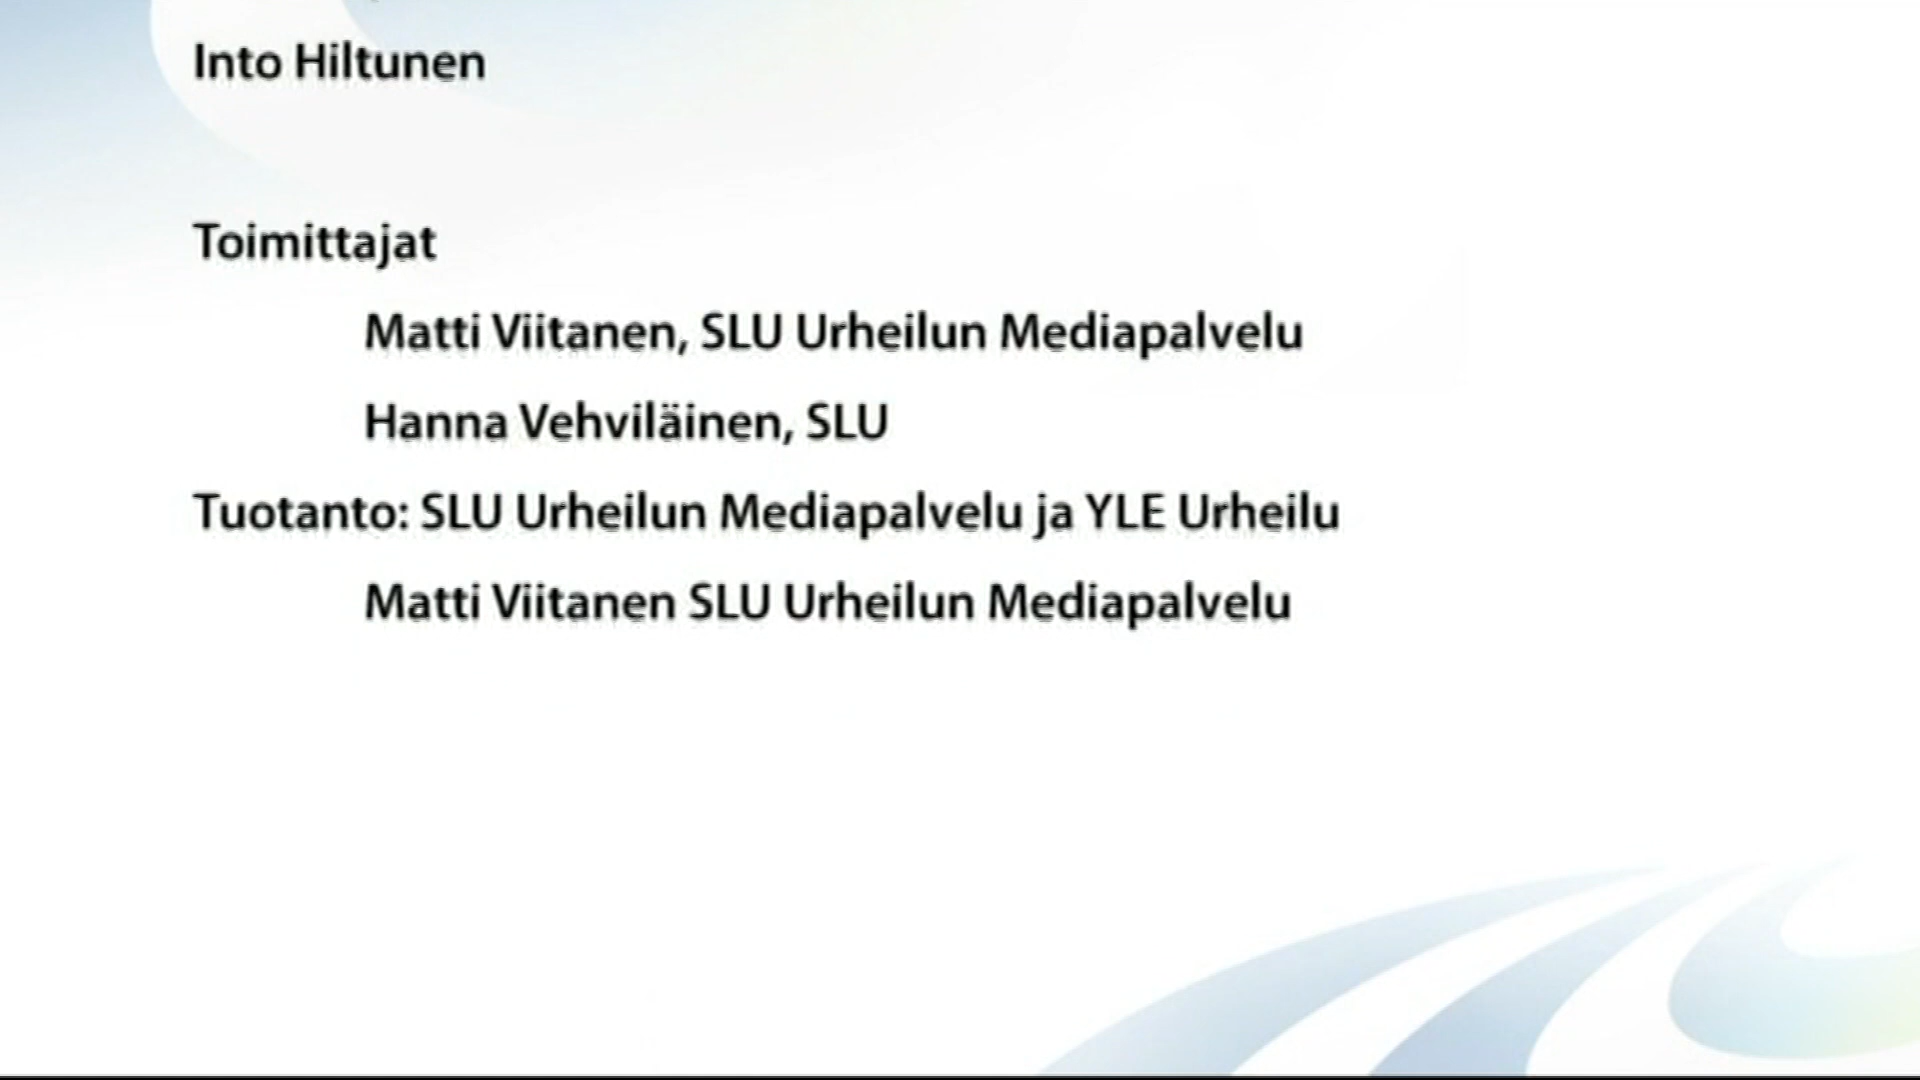 Into Hiltunen
Toimittajat
Matti Viitanen, SLU Urheilun Mediapalvelu
Hanna Vehviläinen, SLU
Tuotanto: SLU Urheilun Mediapalvelu ja YLE Urheilu
Matti Viitanen SLU Urheilun Mediapalvelu